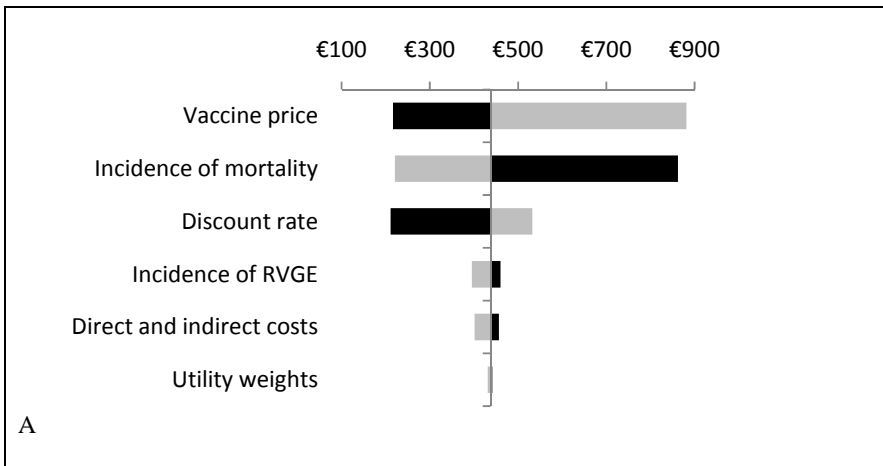 €100 €300 €500 €700 €900
Vaccine price
Incidence of mortality
Discount rate
Incidence of RVGE
Direct and indirect costs
Utility weights
A